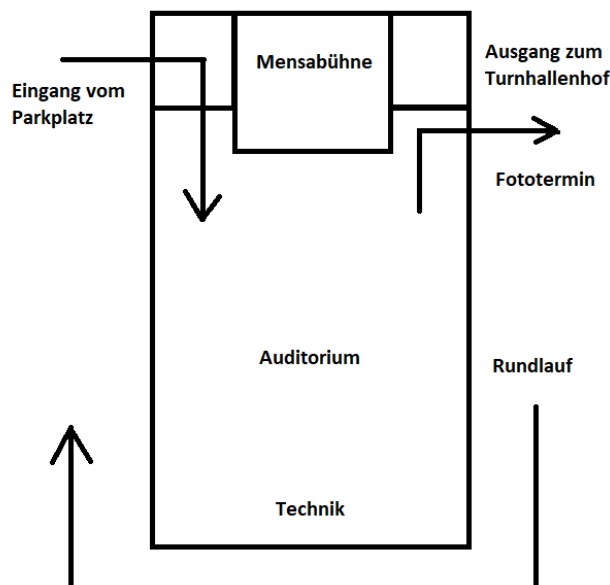 Mensabühne
Eingang vom
Parkplatz
Ausgang zum
Turnhallenhof
Fototermin
Auditorium
Rundlauf
Technik